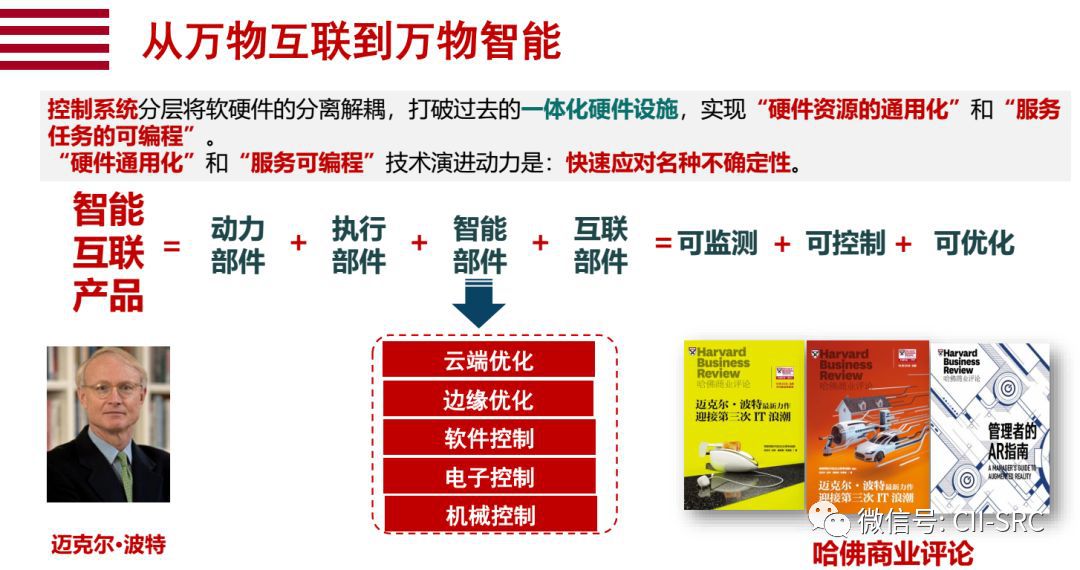 从万物互联到万物智能
控制系统分层将软硬件的分离解耦，打破过去的一体化硬件设施，实现“硬件资源的通用化”和“服务
任务的可编程”。
“硬件通用化”和“服务可编程”技术演进动力是：快速应对名种不确定性。
智能
互联
产品
=
动力
部件
+
执行
部件
+
智能
部件
+
互联
部件
=可监测 + 可控制 + 可优化
云端优化
边缘优化
软件控制
电子控制
机械控制
迈克尔·波特
Harvard
Business
Review
哈佛商业评论
迈克尔·波特最新力作
迎接第三次 IT 浪潮
Harvard
Business
Review
哈佛商业评论
迈克尔·波特最新力作
迎接第三次 IT 浪潮
Harvard
Business
Review
哈佛商业评论
管理者的
AR指南
A MANAGER'S GUIDE TO
AUGMENTED REALITY
微信号: CII-SRC
哈佛商业评论